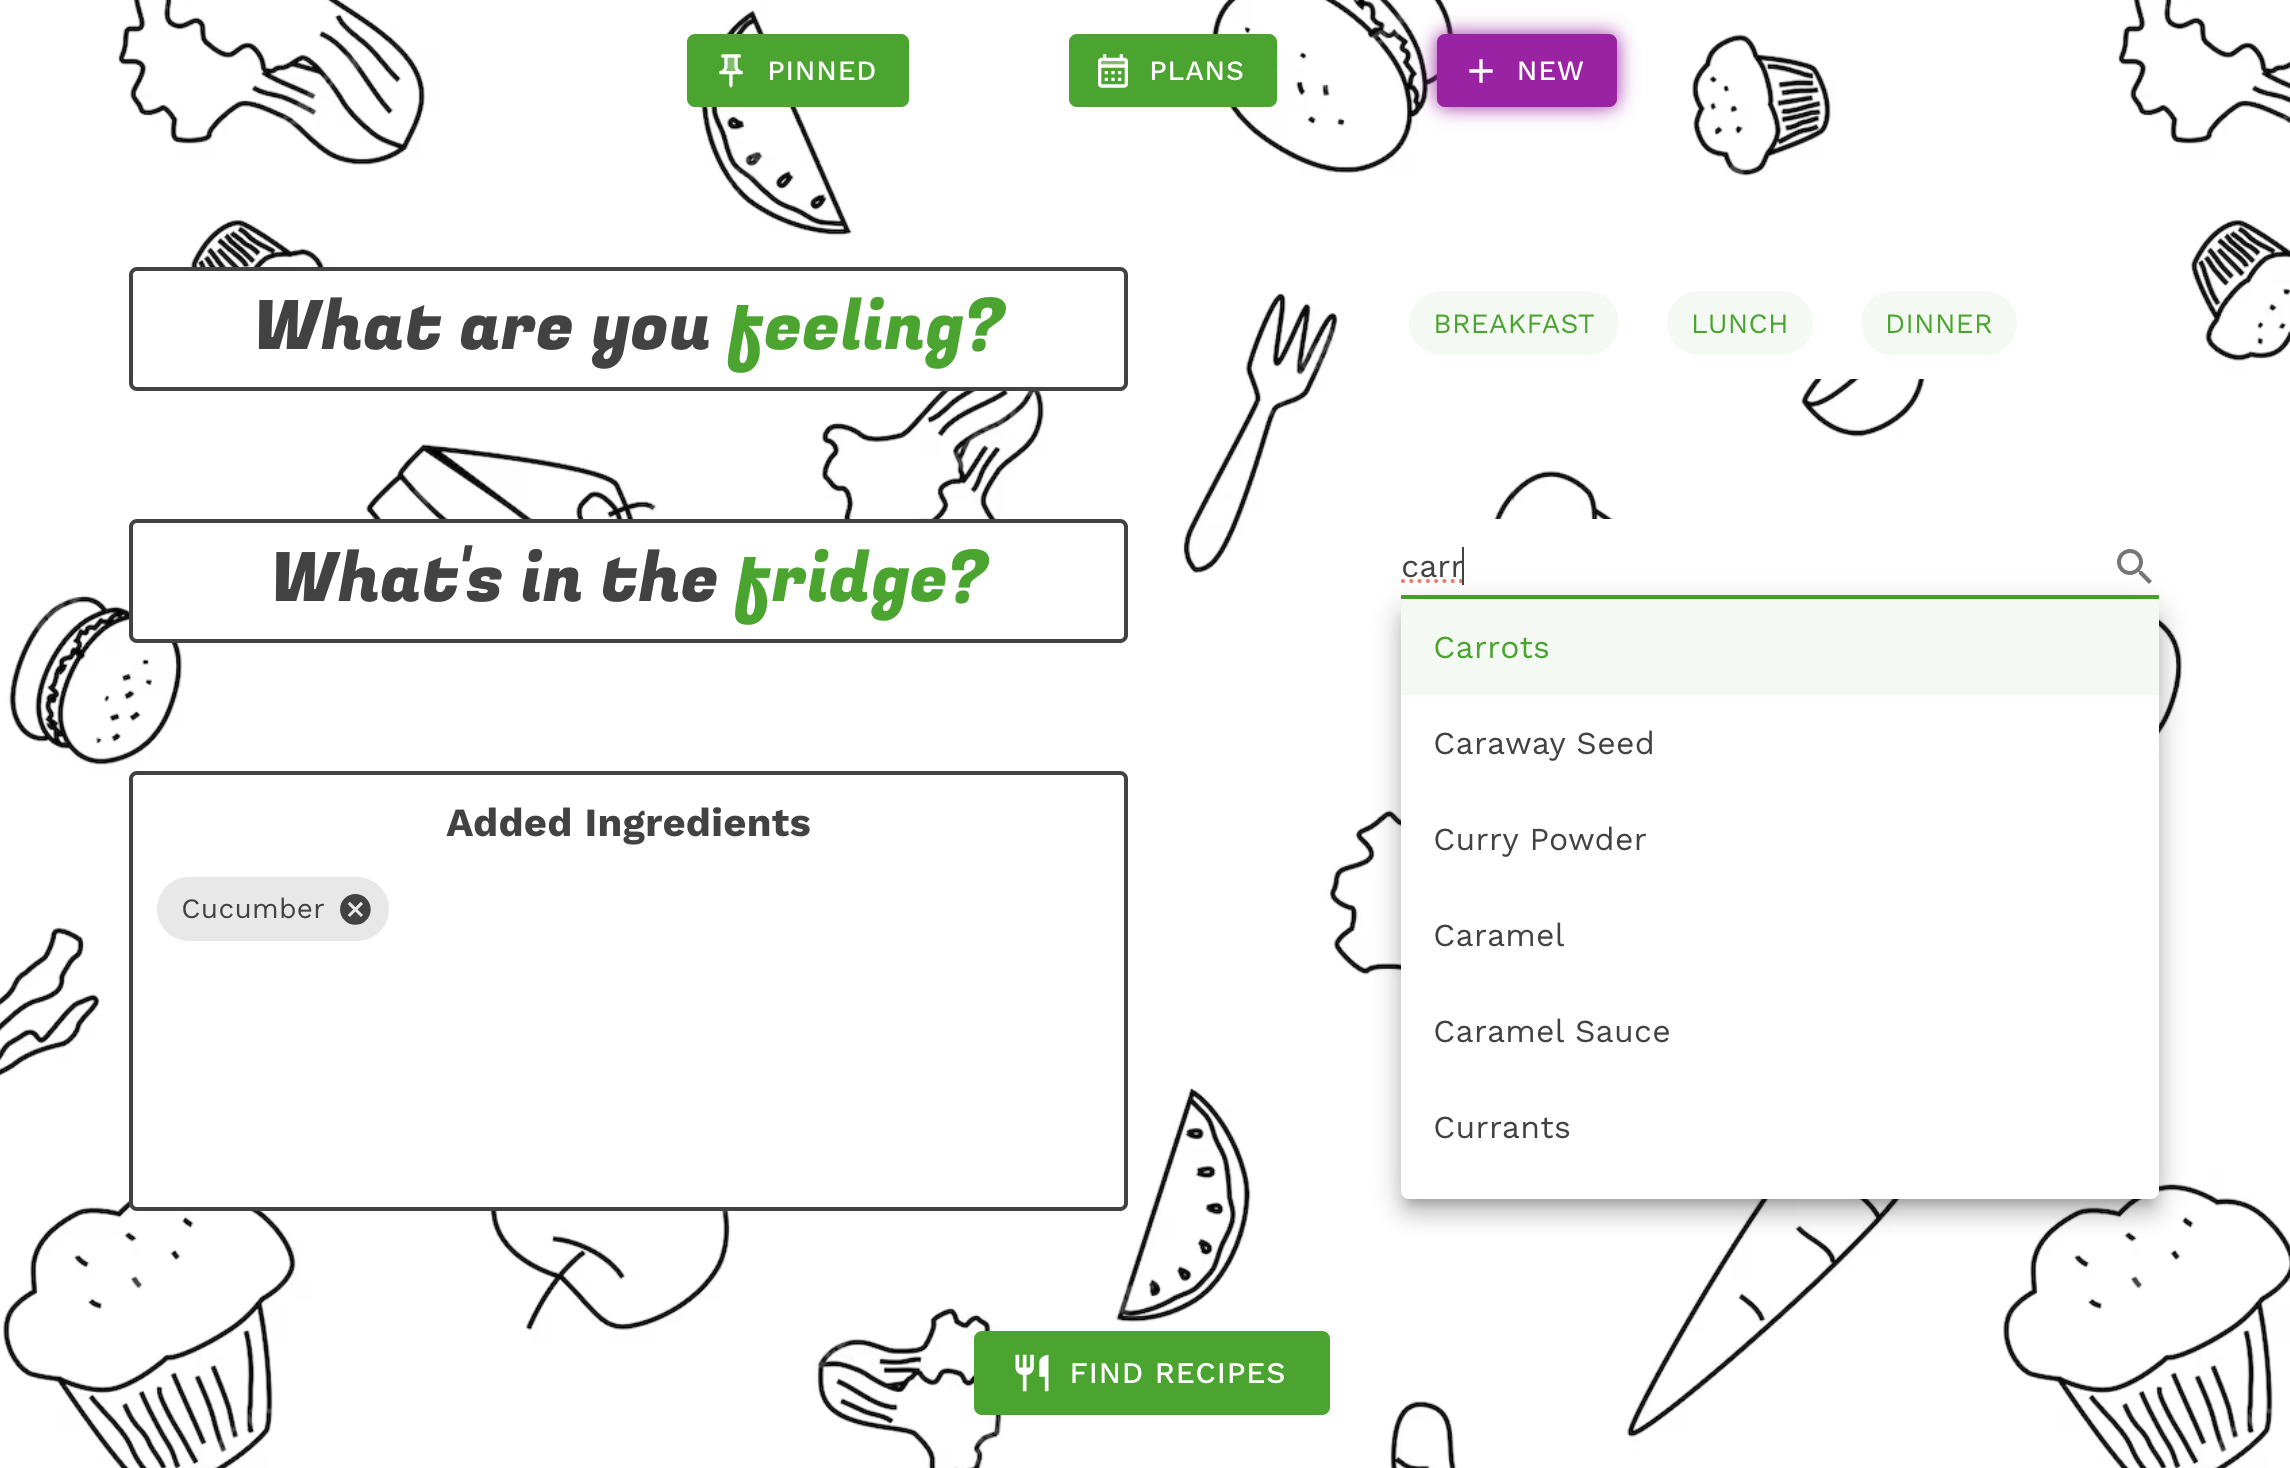 PINNED
PLANS
NEW
What are you feeling?
BREAKFAST
LUNCH
DINNER
What's in the fridge?
carr
Carrots
Caraway Seed
Curry Powder
Caramel
Caramel Sauce
Currants
Added Ingredients
Cucumber
FIND RECIPES